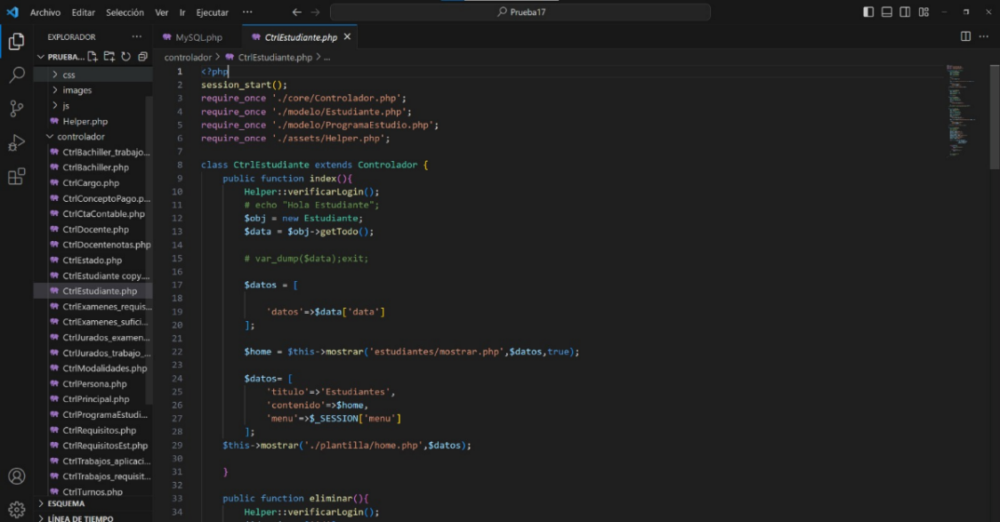 Archivo Editar Selección Ver Ir Ejecutar ··· Prueba17
EXPLORADOR ···
PRUEBA...
css
images
js
Helper.php
controlador
CtrlBachiller_trabajo...
CtrlBachiller.php
CtrlCargo.php
CtrlConceptoPago.p...
CtrlCtaContable.php
CtrlDocente.php
CtrlDocentenotas.php
CtrlEstado.php
CtrlEstudiante copy....
CtrlEstudiante.php
CtrlExamenes_requis...
CtrlExamenes_sufici...
CtrlJurados_examen...
CtrlJurados_trabajo_...
CtrlModalidades.php
CtrlPersona.php
CtrlPrincipal.php
CtrlProgramaEstudi...
CtrlRequisitos.php
CtrlRequisitosEst.php
CtrlTrabajos_aplicaci...
CtrlTrabajos_requisit...
CtrlTurnos.php
ESQUEMA
LÍNEA DE TIEMPO
MySQL.php CtrlEstudiante.php
controlador > CtrlEstudiante.php > ...
1 <?php
2 session_start();
3 require_once './core/Controlador.php';
4 require_once './modelo/Estudiante.php';
5 require_once './modelo/ProgramaEstudio.php';
6 require_once './assets/Helper.php';
7
8 class CtrlEstudiante extends Controlador {
9 public function index(){
10 Helper::verificarLogin();
11 # echo "Hola Estudiante";
12 $obj = new Estudiante;
13 $data = $obj->getTodo();
14
15 # var_dump($data);exit;
16
17 $datos = [
18
19 'datos'=>$data['data']
20 ];
21
22 $home = $this->mostrar('estudiantes/mostrar.php',$datos,true);
23
24 $datos= [
25 'titulo'=>'Estudiantes',
26 'contenido'=>$home,
27 'menu'=>$_SESSION['menu']
28 ];
29 $this->mostrar('./plantilla/home.php',$datos);
30
31 }
32
33 public function eliminar(){
34 Helper::verificarLogin();